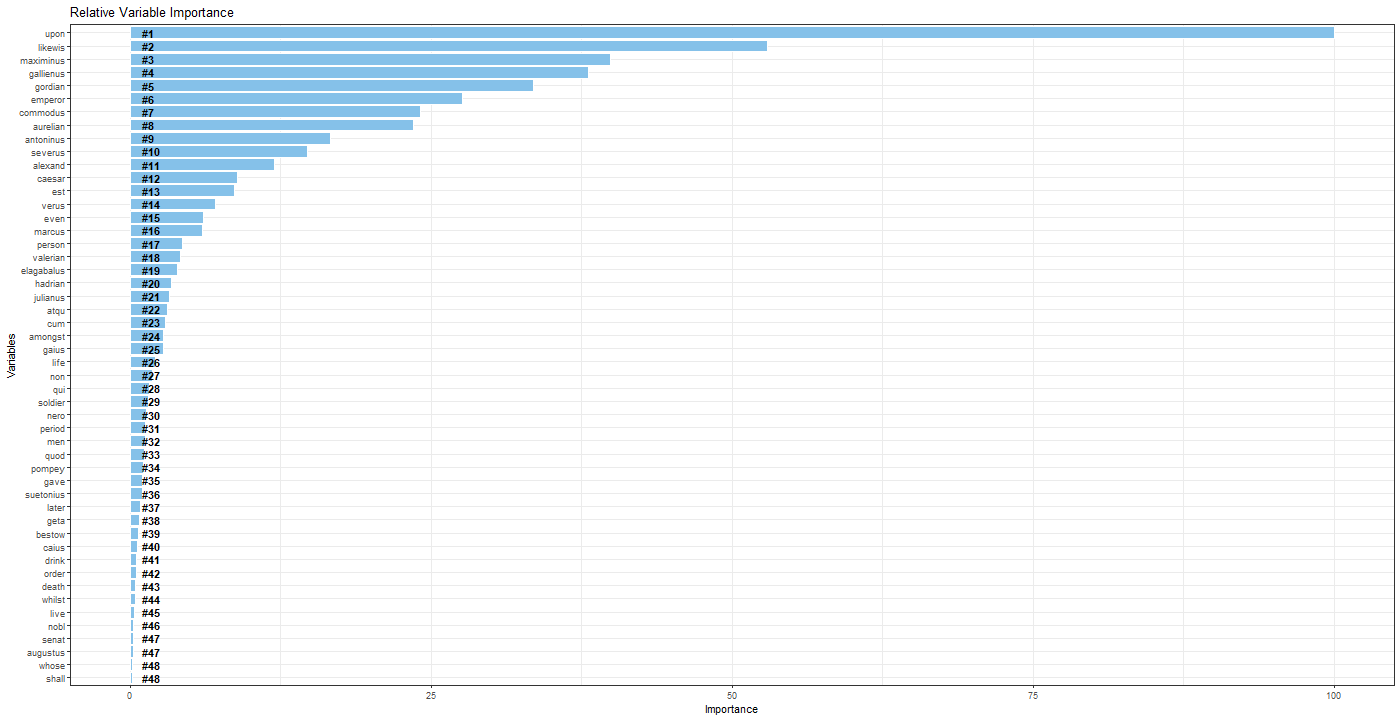 Relative Variable Importance
upon #1
likewis #2
maximinus #3
gallienus #4
gordian #5
emperor #6
commodus #7
aurelian #8
antoninus #9
severus #10
alexand #11
caesar #12
est #13
verus #14
even #15
marcus #16
person #17
valerian #18
elagabalus #19
hadrian #20
julianus #21
atqu #22
cum #23
amongst #24
gaius #25
life #26
non #27
qui #28
soldier #29
nero #30
period #31
men #32
quod #33
pompey #34
gave #35
suetonius #36
later #37
geta #38
bestow #39
caius #40
drink #41
order #42
death #43
whilst #44
live #45
nobl #46
senat #47
augustus #47
whose #48
shall #48
Variables
0 25 50 75 100
Importance